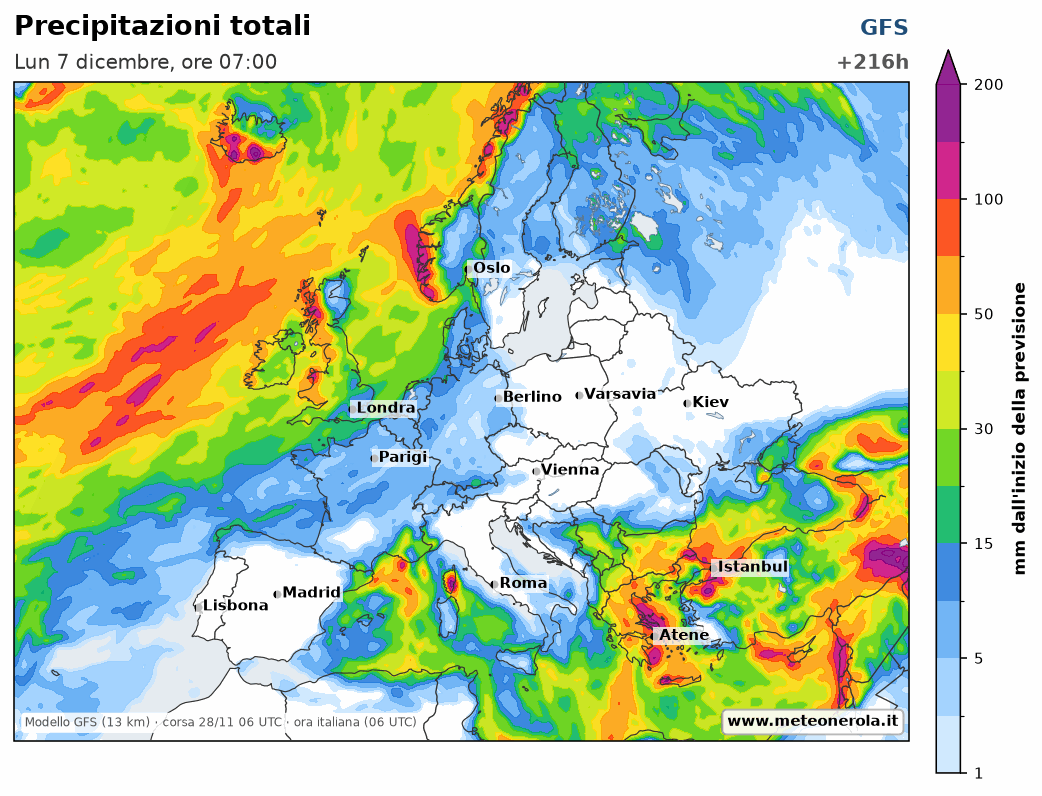 Precipitazioni totali
GFS
Lun 7 dicembre, ore 07:00
+216h
200
100
50
30
15
5
1
mm dall'inizio della previsione
Oslo
Berlino
Varsavia
Kiev
Londra
Parigi
Vienna
Istanbul
Roma
Madrid
Lisbona
Atene
Modello GFS (13 km) · corsa 28/11 06 UTC · ora italiana (06 UTC)
www.meteonerola.it